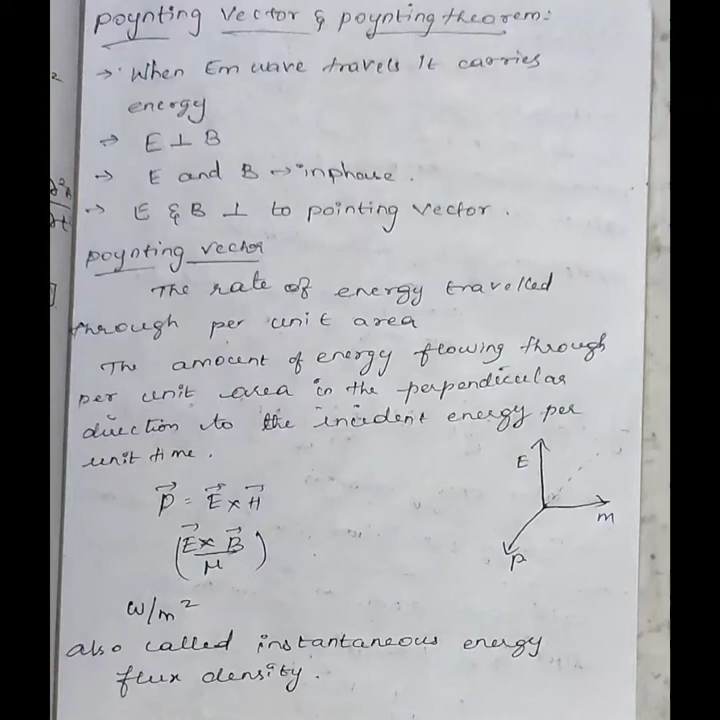 Poynting Vector & poynting theorem:
→ When Em wave travels It carries
energy
→ E ⊥ B
→ E and B → inphase.
→ E & B ⊥ to pointing vector.
Poynting vector
The rate of energy travelled
through per unit area
The amount of energy flowing through
per unit area in the perpendicular
direction to the incident energy per
unit time.
E
m
P
P⃗ = E⃗ × H⃗
(E⃗ × B⃗ / μ)
W/m²
also called instantaneous energy
flux density.